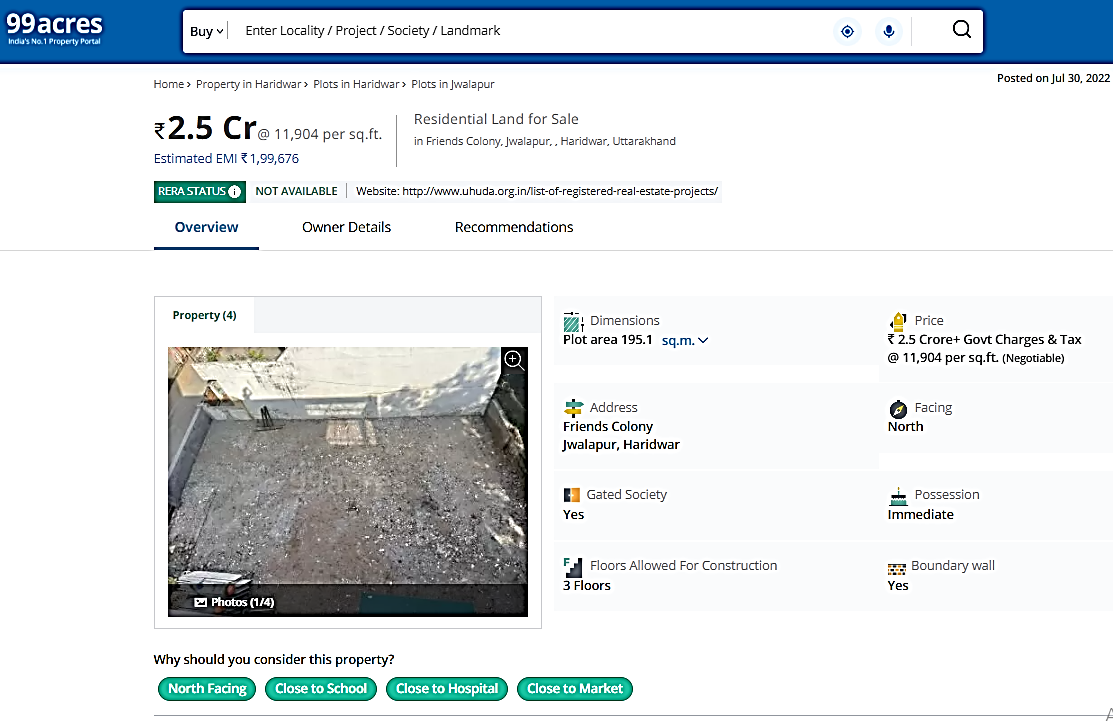 99acres
India's No.1 Property Portal
Buy
Enter Locality / Project / Society / Landmark
Home › Property in Haridwar › Plots in Haridwar › Plots in Jwalapur
Posted on Jul 30, 2022
₹2.5 Cr @ 11,904 per sq.ft.
Estimated EMI ₹1,99,676
Residential Land for Sale
in Friends Colony, Jwalapur, , Haridwar, Uttarakhand
RERA STATUS i NOT AVAILABLE Website: http://www.uhuda.org.in/list-of-registered-real-estate-projects/
Overview
Owner Details
Recommendations
Property (4)
Photos (1/4)
Dimensions
Plot area 195.1 sq.m.
Price
₹ 2.5 Crore+ Govt Charges & Tax
@ 11,904 per sq.ft. (Negotiable)
Address
Friends Colony
Jwalapur, Haridwar
Facing
North
Gated Society
Yes
Possession
Immediate
Floors Allowed For Construction
3 Floors
Boundary wall
Yes
Why should you consider this property?
North Facing
Close to School
Close to Hospital
Close to Market